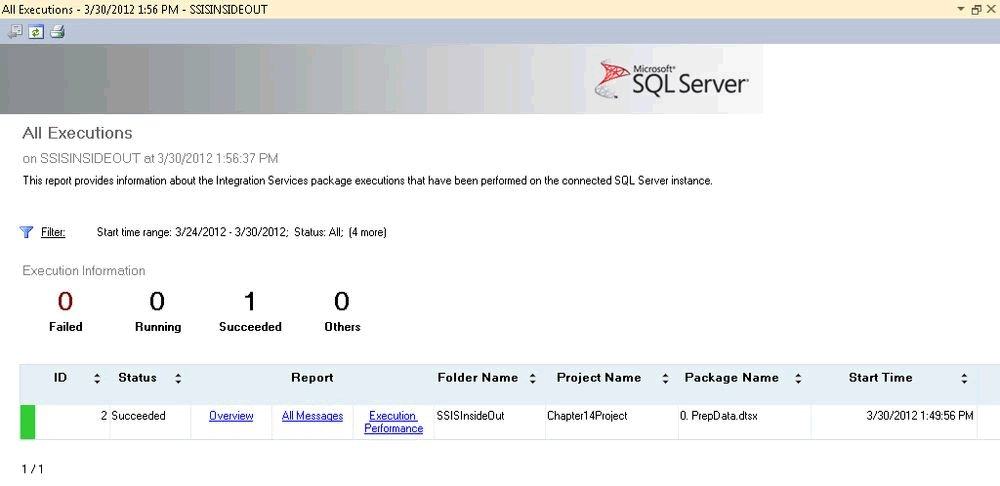 All Executions - 3/30/2012 1:56 PM - SSISINSIDEOUT
Microsoft®
SQL Server
All Executions
on SSISINSIDEOUT at 3/30/2012 1:56:37 PM
This report provides information about the Integration Services package executions that have been performed on the connected SQL Server instance.
Filter: Start time range: 3/24/2012 - 3/30/2012; Status: All; (4 more)
Execution Information
0 0 1 0
Failed Running Succeeded Others
ID Status Report Folder Name Project Name Package Name Start Time
2 Succeeded Overview All Messages Execution SSISInsideOut Chapter14Project 0. PrepData.dtsx 3/30/2012 1:49:56 PM
Performance
1 / 1